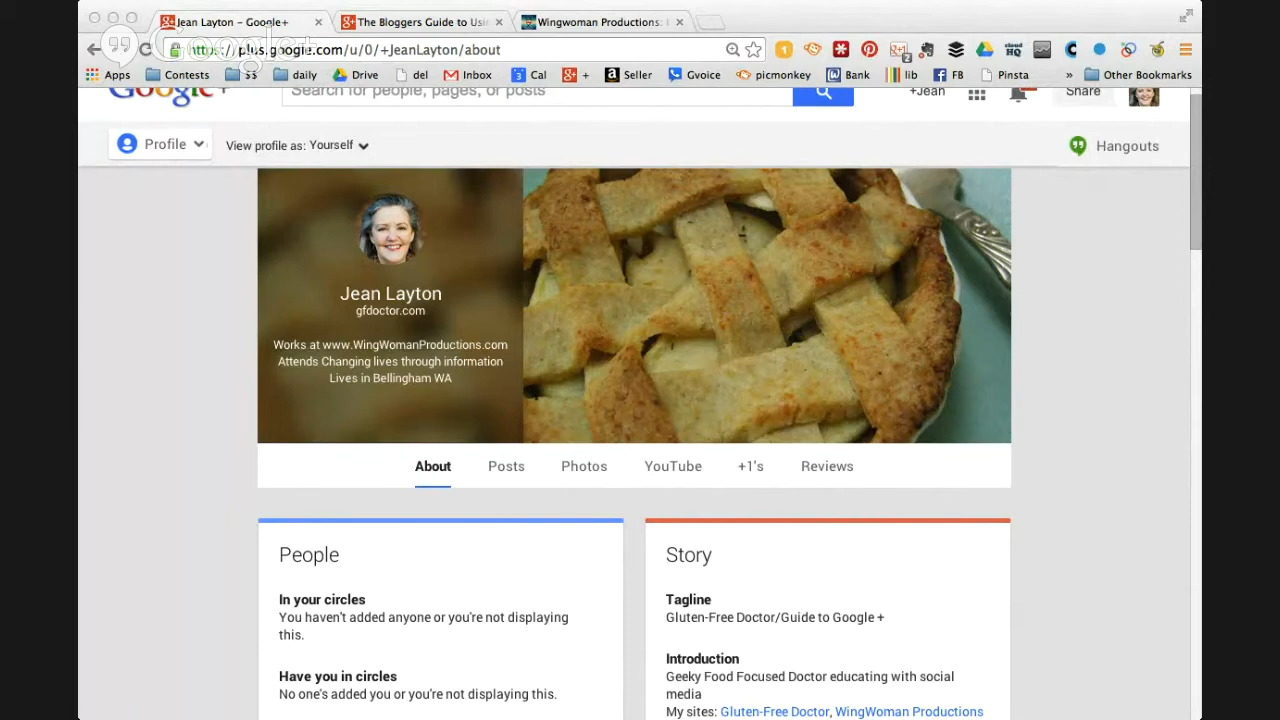 Jean Layton – Google+
The Bloggers Guide to Usin
Wingwoman Productions:
Google+
https://plus.google.com/u/0/+JeanLayton/about
Apps Contests $$ daily Drive del Inbox 3 Cal + Seller Gvoice picmonkey Bank lib FB Pinsta » Other Bookmarks
Google+ Search for people, pages, or posts +Jean Share
Profile View profile as: Yourself Hangouts
Jean Layton
gfdoctor.com
Works at www.WingWomanProductions.com
Attends Changing lives through information
Lives in Bellingham WA
About Posts Photos YouTube +1's Reviews
People
In your circles
You haven't added anyone or you're not displaying
this.
Have you in circles
No one's added you or you're not displaying this.
Story
Tagline
Gluten-Free Doctor/Guide to Google +
Introduction
Geeky Food Focused Doctor educating with social
media
My sites: Gluten-Free Doctor, WingWoman Productions